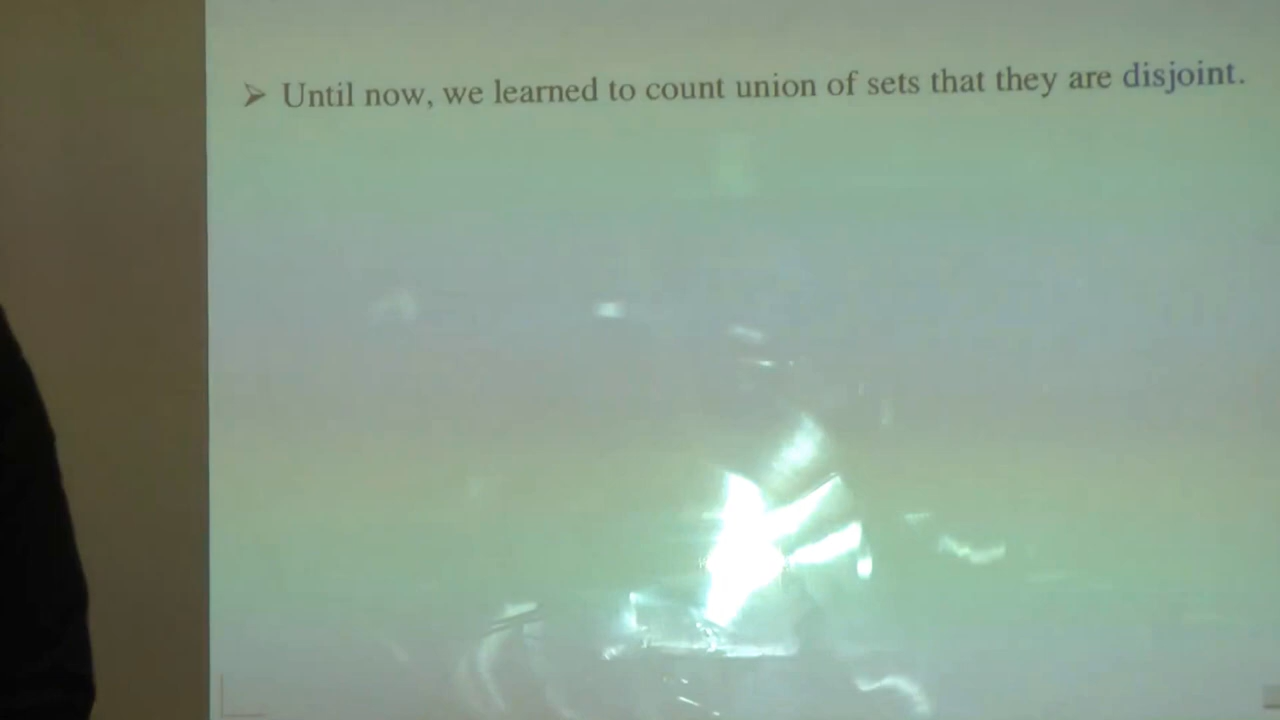 ➢ Until now, we learned to count union of sets that they are disjoint.